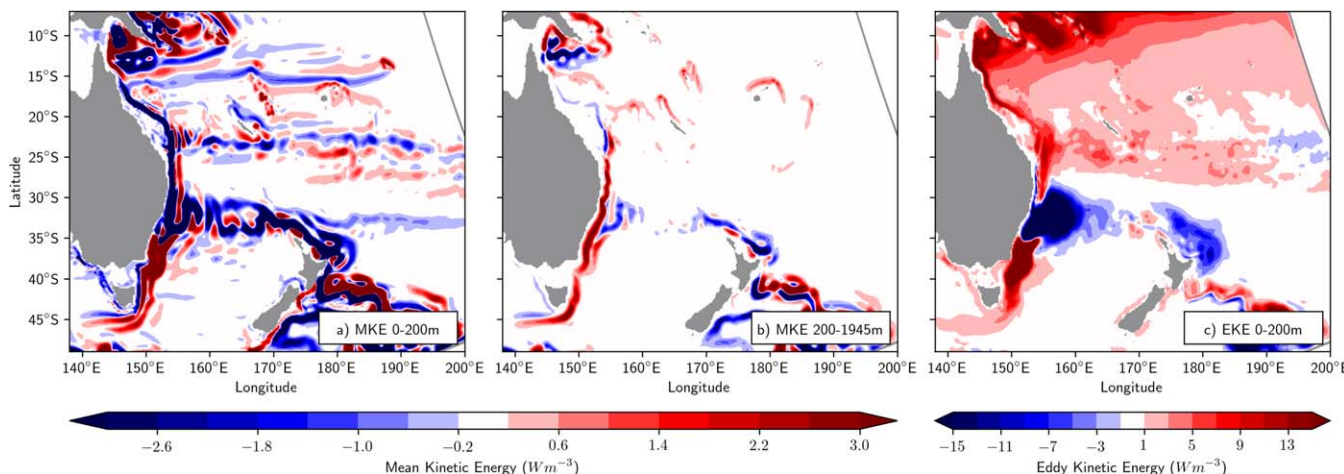 10°S
15°S
20°S
25°S
30°S
35°S
40°S
45°S
Latitude
a) MKE 0-200m
b) MKE 200-1945m
c) EKE 0-200m
140°E 150°E 160°E 170°E 180°E 190°E 200°E
140°E 150°E 160°E 170°E 180°E 190°E 200°E
140°E 150°E 160°E 170°E 180°E 190°E 200°E
Longitude
Longitude
Longitude
−2.6 −1.8 −1.0 −0.2 0.6 1.4 2.2 3.0
Mean Kinetic Energy (Wm⁻³)
−15 −11 −7 −3 1 5 9 13
Eddy Kinetic Energy (Wm⁻³)